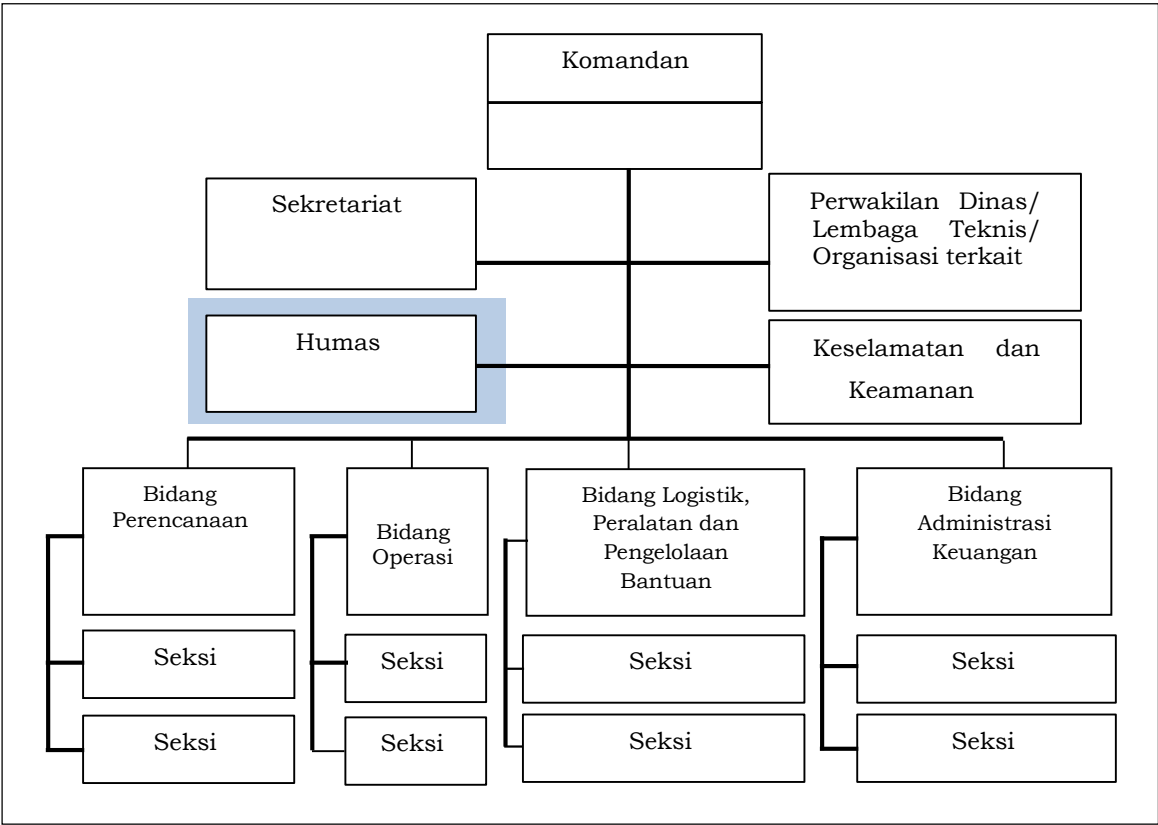 Komandan
Sekretariat
Perwakilan Dinas/
Lembaga Teknis/
Organisasi terkait
Humas
Keselamatan dan
Keamanan
Bidang
Perencanaan
Bidang
Operasi
Bidang Logistik,
Peralatan dan
Pengelolaan
Bantuan
Bidang
Administrasi
Keuangan
Seksi
Seksi
Seksi
Seksi
Seksi
Seksi
Seksi
Seksi